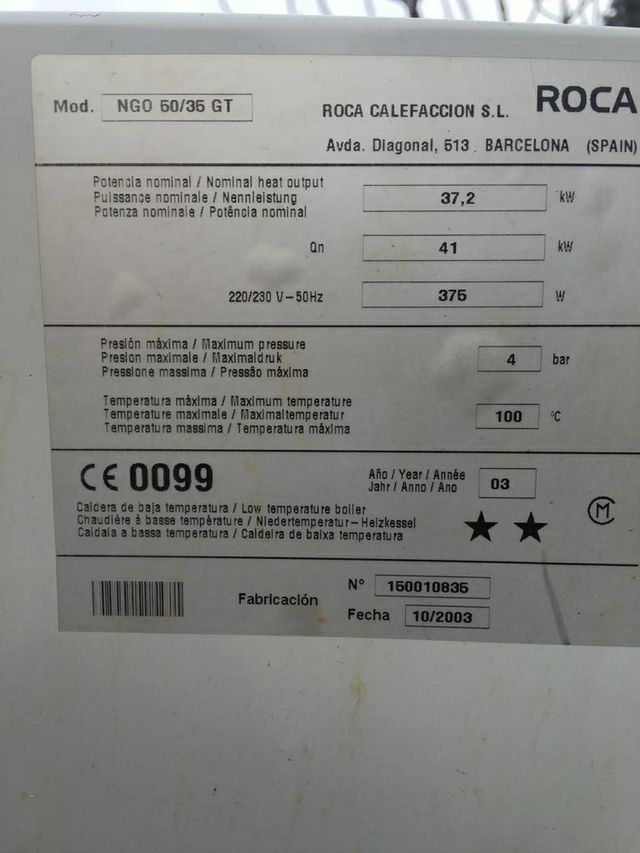 Mod. NGO 50/35 GT
ROCA CALEFACCION S.L. ROCA
Avda. Diagonal, 513 . BARCELONA (SPAIN)
Potencia nominal / Nominal heat output
Puissance nominale / Nennleistung
Potenza nominale / Potência nominal
37,2 kW
Qn 41 kW
220/230 V-50Hz 375 W
Presión máxima / Maximum pressure
Presion maximale / Maximaldruk
Pressione massima / Pressão máxima
4 bar
Temperatura máxima / Maximum temperature
Temperature maximale / Maximaltemperatur
Temperatura massima / Temperatura máxima
100 ºC
CE 0099
Año / Year / Année
Jahr / Anno / Ano
03
Caldera de baja temperatura / Low temperature boiler
Chaudière à basse température / Niedertemperatur-Heizkessel
Caldaia a bassa temperatura / Caldeira de baixa temperatura
CM
Fabricación
Nº 150010835
Fecha 10/2003